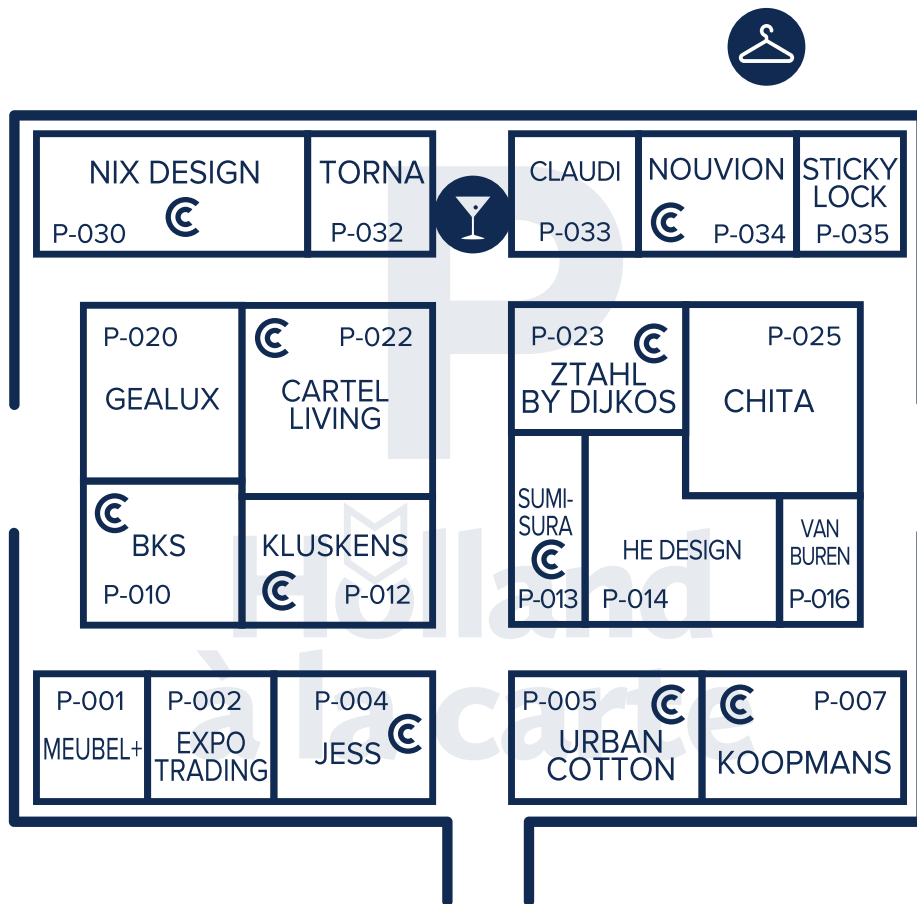 NIX DESIGN
P-030
TORNA
P-032
CLAUDI
P-033
NOUVION
P-034
STICKY
LOCK
P-035
P-020
GEALUX
P-022
CARTEL
LIVING
P-023
ZTAHL
BY DIJKOS
P-025
CHITA
BKS
P-010
KLUSKENS
P-012
SUMI-
SURA
P-013
HE DESIGN
P-014
VAN
BUREN
P-016
P-001
MEUBEL+
P-002
EXPO
TRADING
P-004
JESS
P-005
URBAN
COTTON
P-007
KOOPMANS
P
Holland
à la carte